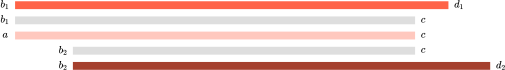 b₁ d₁
b₁ c
a c
b₂ c
b₂ d₂